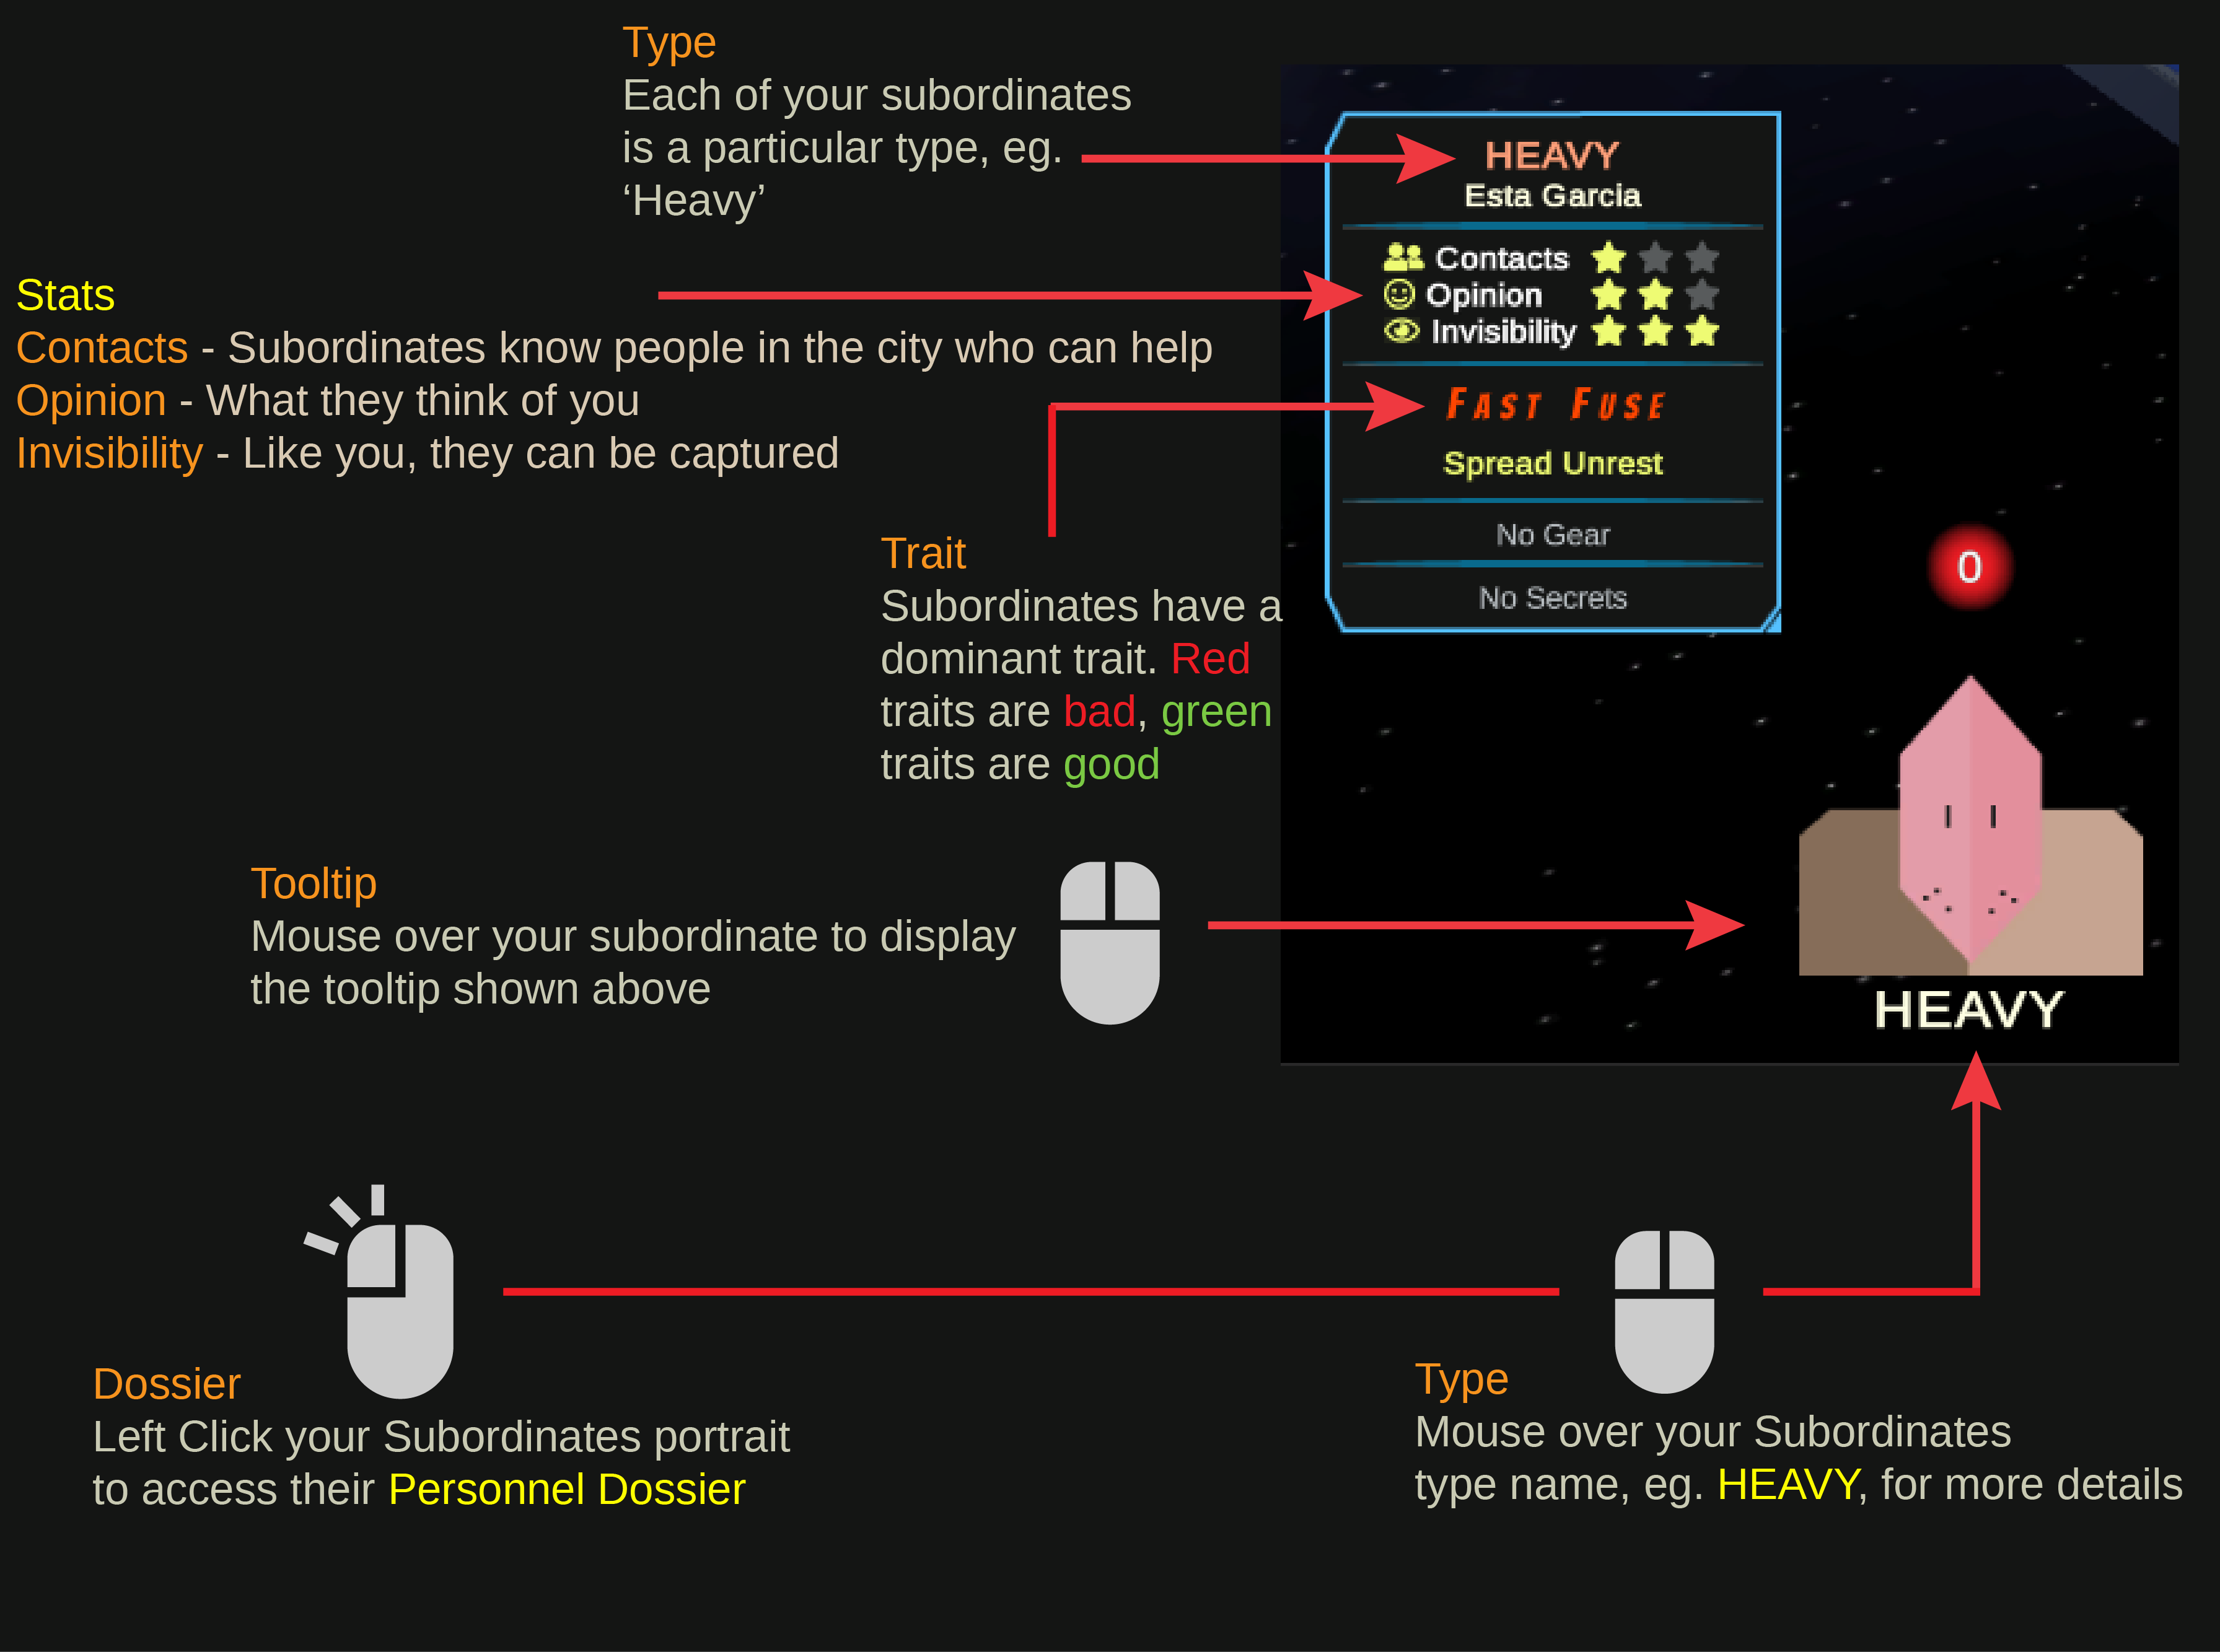 Type
Each of your subordinates
is a particular type, eg.
‘Heavy’
Stats
Contacts - Subordinates know people in the city who can help
Opinion - What they think of you
Invisibility - Like you, they can be captured
Trait
Subordinates have a
dominant trait. Red
traits are bad, green
traits are good
HEAVY
Esta Garcia
Contacts
Opinion
Invisibility
FAST FUSE
Spread Unrest
No Gear
No Secrets
0
HEAVY
Tooltip
Mouse over your subordinate to display
the tooltip shown above
Dossier
Left Click your Subordinates portrait
to access their Personnel Dossier
Type
Mouse over your Subordinates
type name, eg. HEAVY, for more details